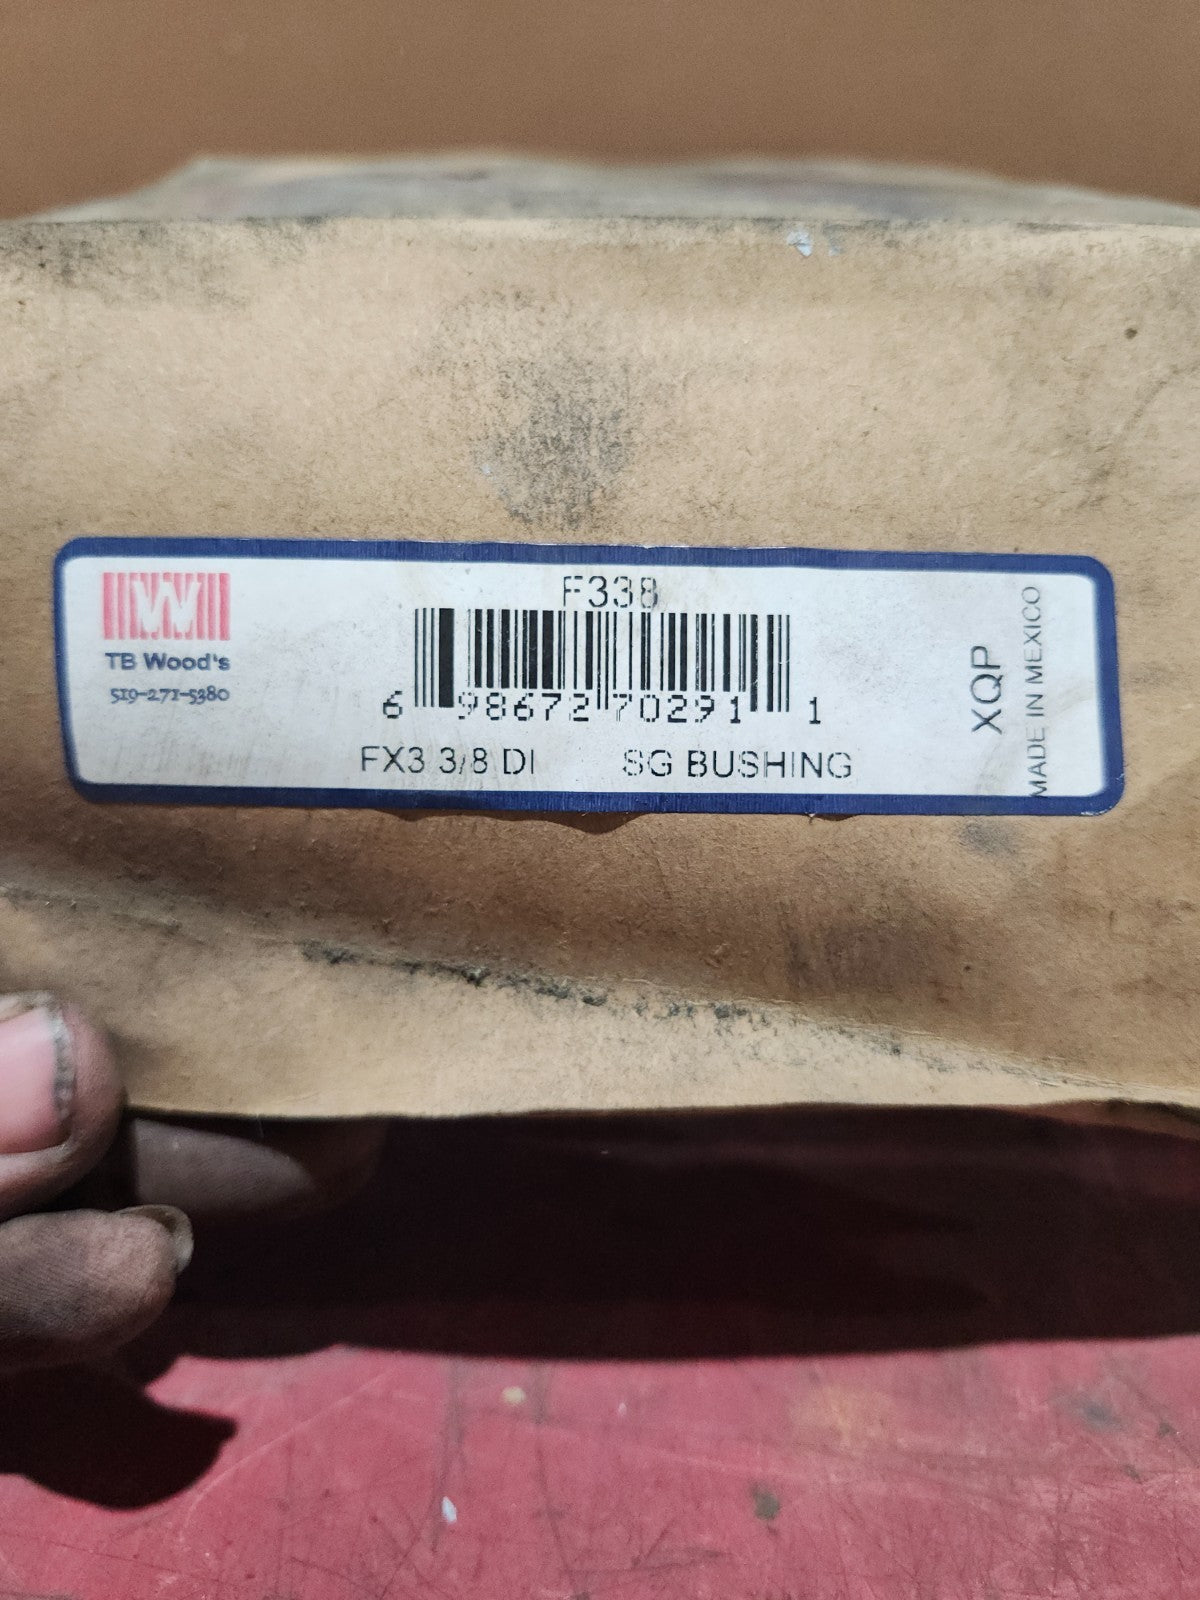 F338
W
TB Wood's
519-271-5380
6 98672 70291 1
FX3 3/8 DI SG BUSHING
XQP
MADE IN MEXICO